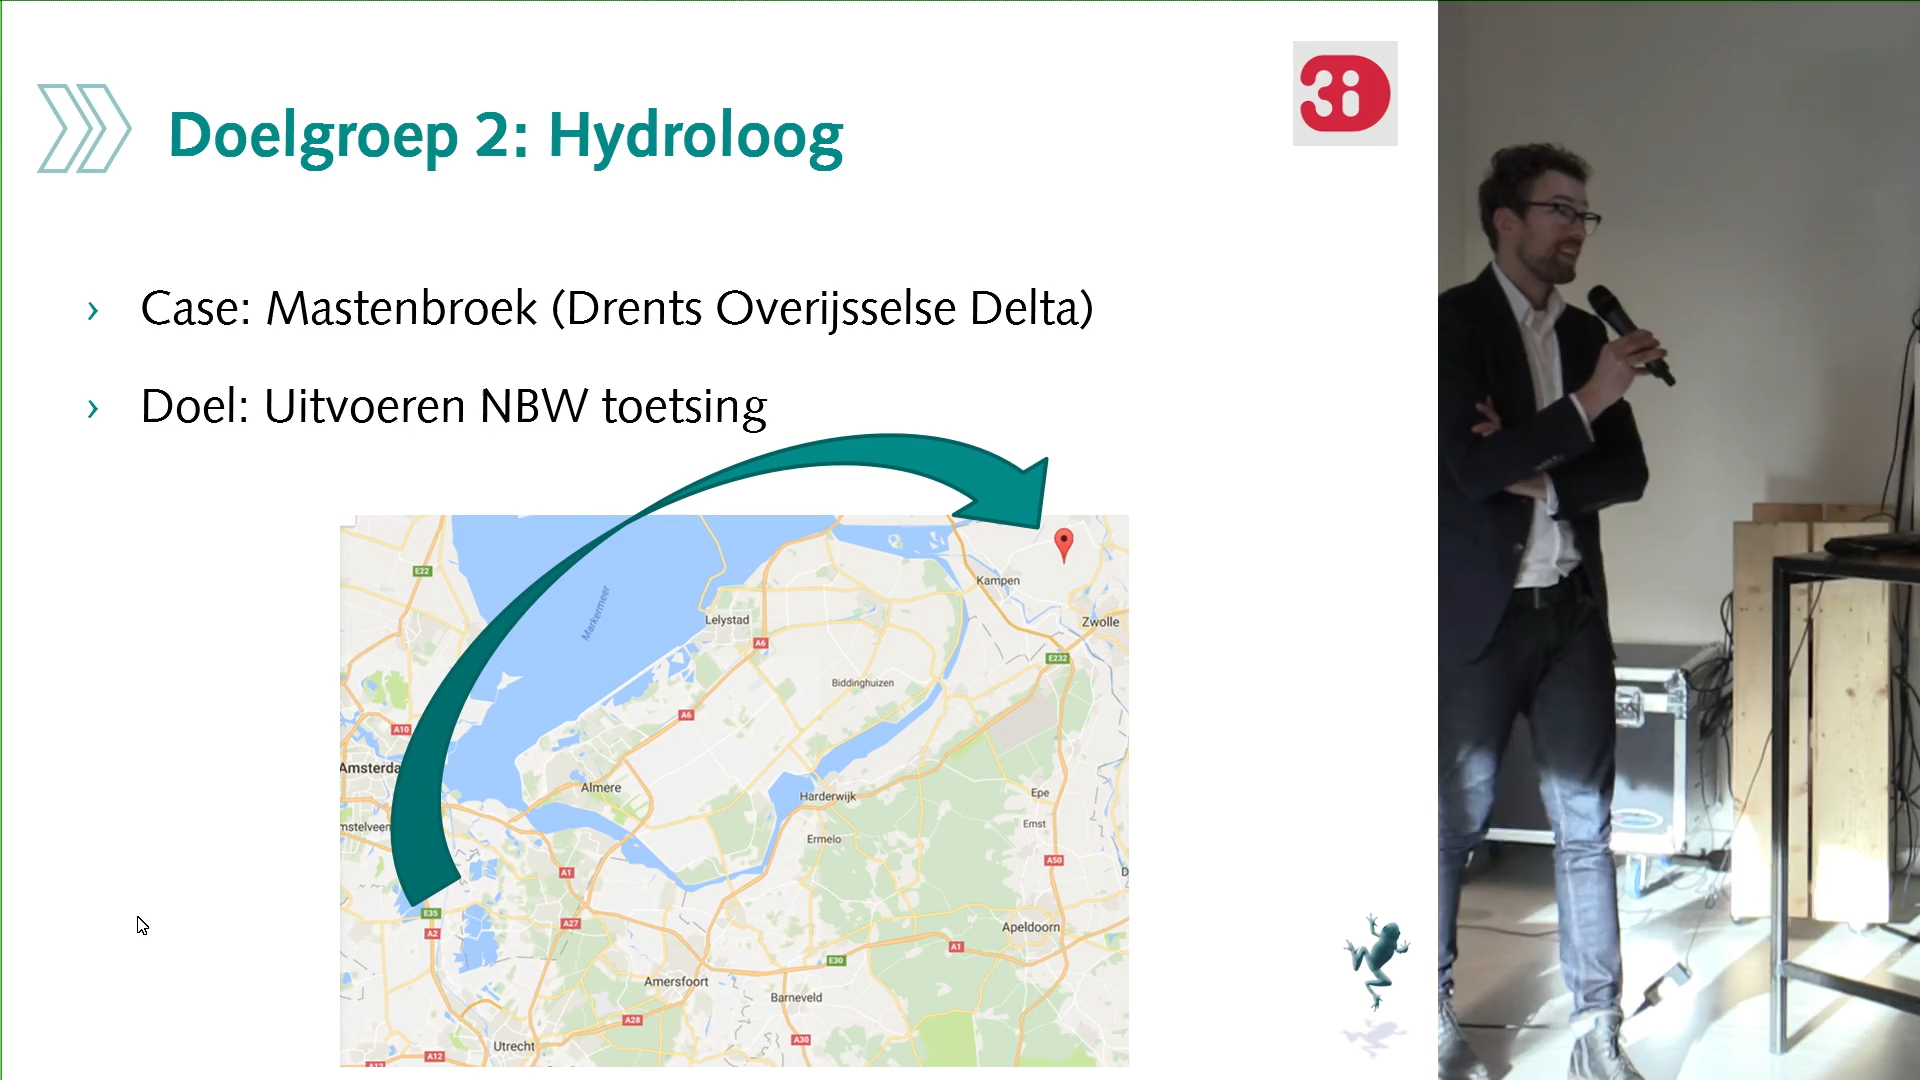 Doelgroep 2: Hydroloog
3i
› Case: Mastenbroek (Drents Overijsselse Delta)
› Doel: Uitvoeren NBW toetsing
E22
Markermeer
Kampen
Lelystad
Zwolle
A6
E232
Biddinghuizen
A6
A10
Amsterda
Almere
Harderwijk
Epe
mstelveen
Emst
Ermelo
A50
A1
D
E35
A27
A2
Apeldoorn
A1
E30
Amersfoort
Barneveld
A28
A30
Utrecht
A12
A12